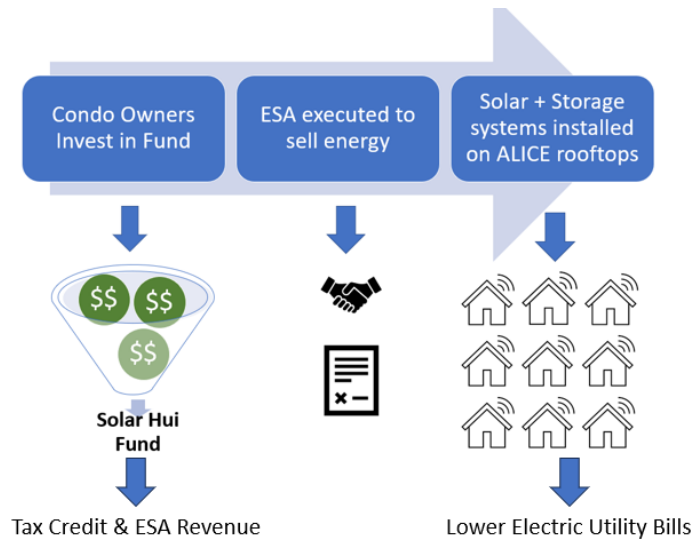 Condo Owners
Invest in Fund
ESA executed to
sell energy
Solar + Storage
systems installed
on ALICE rooftops
$$ $$
$$
Solar Hui
Fund
Tax Credit & ESA Revenue
Lower Electric Utility Bills